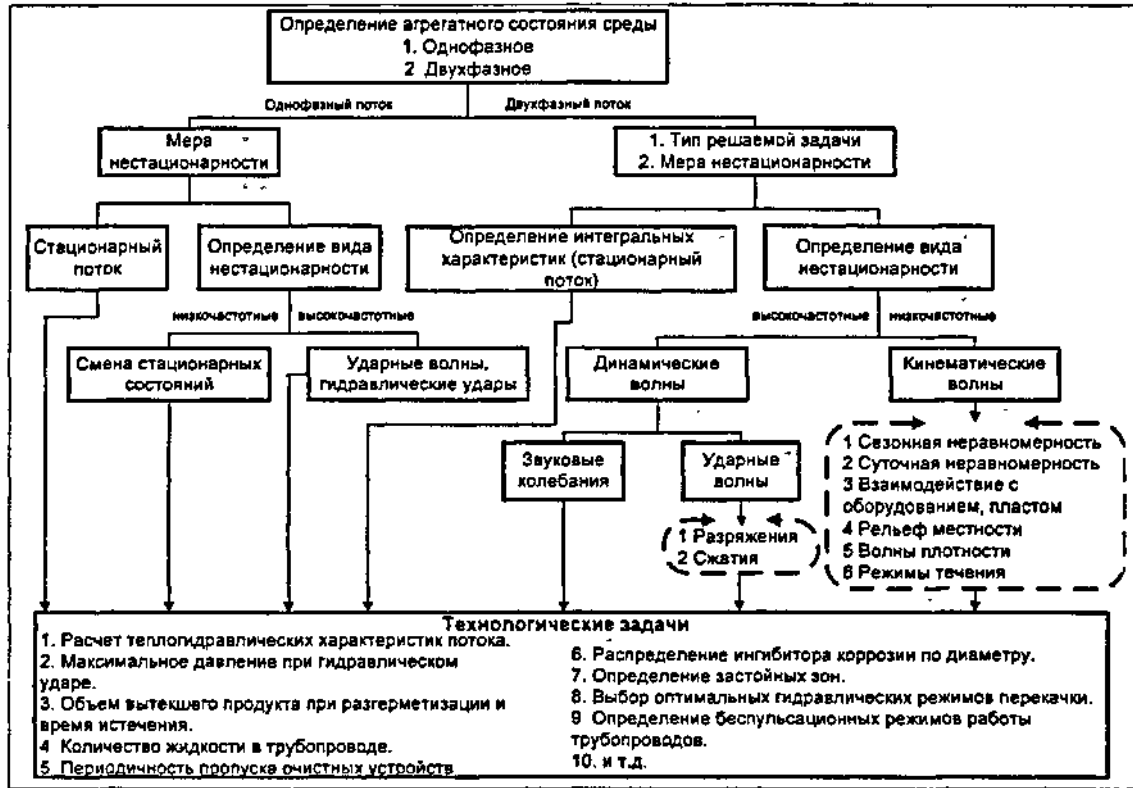 Определение агрегатного состояния среды
1. Однофазное
2 Двухфазное
Однофазный поток
Двухфазный поток
Мера
нестационарности
1. Тип решаемой задачи
2. Мера нестационарности
Стационарный
поток
Определение вида
нестационарности
Определение интегральных
характеристик (стационарный
поток)
Определение вида
нестационарности
низкочастотные
высокочастотные
высокочастотные
низкочастотные
Смена стационарных
состояний
Ударные волны,
гидравлические удары
Динамические
волны
Кинематические
волны
Звуковые
колебания
Ударные
волны
1 Разряжения
2 Сжатия
1 Сезонная неравномерность
2 Суточная неравномерность
3 Взаимодействие с
оборудованием, пластом
4 Рельеф местности
5 Волны плотности
6 Режимы течения
Технологические задачи
1. Расчет теплогидравлических характеристик потока.
2. Максимальное давление при гидравлическом
ударе.
3. Объем вытекшего продукта при разгерметизации и
время истечения.
4 Количество жидкости в трубопроводе.
5. Периодичность пропуска очистных устройств
6. Распределение ингибитора коррозии по диаметру.
7. Определение застойных зон.
8. Выбор оптимальных гидравлических режимов перекачки.
9 Определение беспульсационных режимов работы
трубопроводов.
10. и т.д.